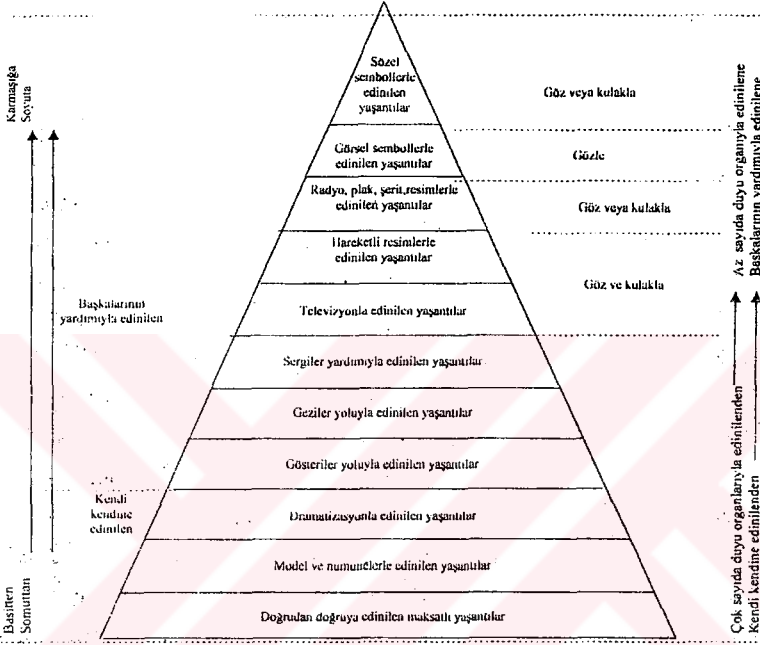 Karmaşığa
Soyuta
Sözel
sembollerle
edinilen
yaşantılar
Göz veya kulakla
Görsel sembollerle
edinilen yaşantılar
Gözle
Radyo, plak, şerit,resimlerle
edinilen yaşantılar
Göz veya kulakla
Hareketli resimlerle
edinilen yaşantılar
Göz ve kulakla
Başkalarının
yardımıyla edinilen
Televizyonla edinilen yaşantılar
Sergiler yardımıyla edinilen yaşantılar
Geziler yoluyla edinilen yaşantılar
Gösteriler yoluyla edinilen yaşantılar
Kendi
kendine
edinilen
Dramatizasyonla edinilen yaşantılar
Model ve numunelerle edinilen yaşantılar
Doğrudan doğruya edinilen maksatlı yaşantılar
Basitten
Somuttan
Az sayıda duyu organıyla edinilene
Başkalarının yardımıyla edinilene
Çok sayıda duyu organlarıyla edinilenden
Kendi kendine edinilenden